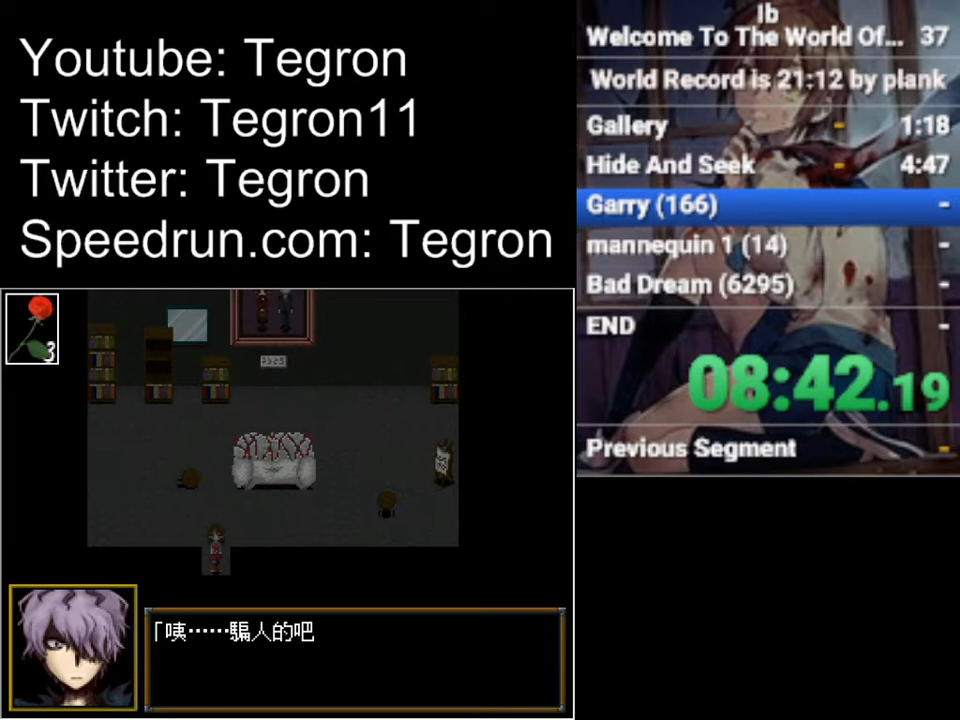 Youtube: Tegron
Twitch: Tegron11
Twitter: Tegron
Speedrun.com: Tegron
Ib
Welcome To The World Of... 37
World Record is 21:12 by plank
Gallery - 1:18
Hide And Seek - 4:47
Garry (166) -
mannequin 1 (14) -
Bad Dream (6295) -
END -
08:42.19
Previous Segment -
3
「咦……騙人的吧